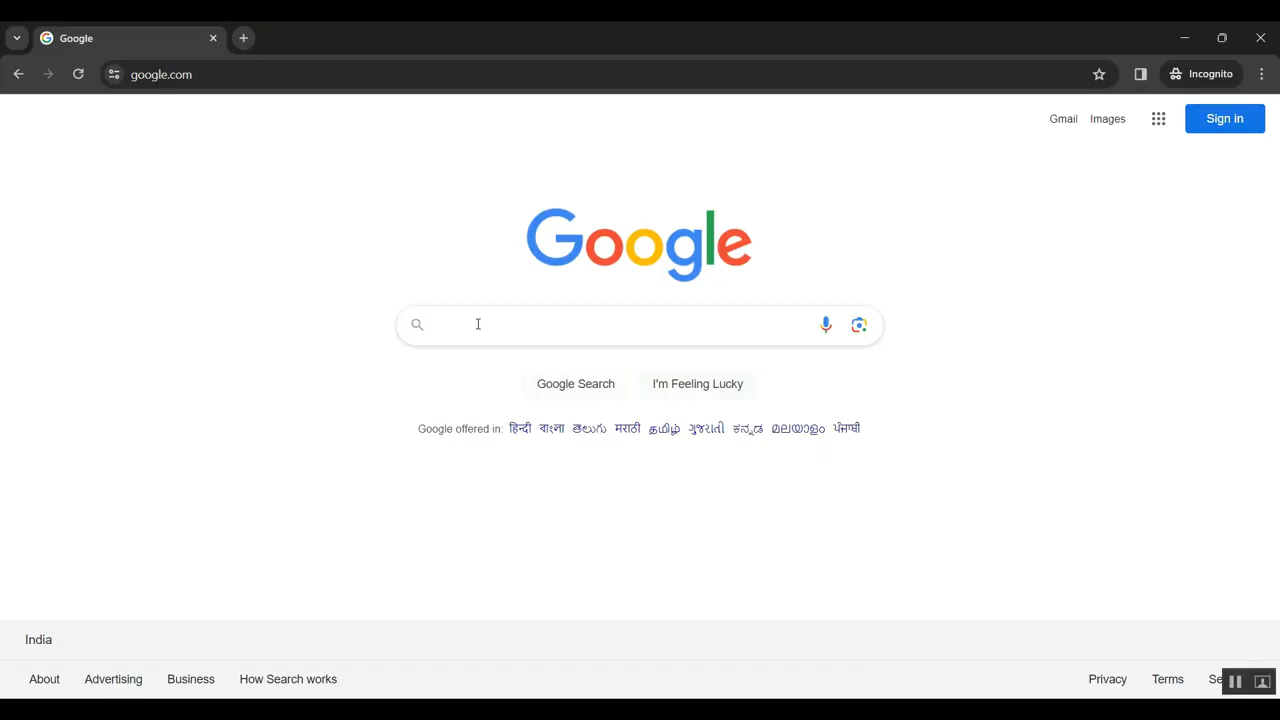 Google
google.com
Incognito
Gmail Images Sign in
Google
Google Search I'm Feeling Lucky
Google offered in: हिन्दी বাংলা తెలుగు मराठी தமிழ் ગુજરાતી ಕನ್ನಡ മലയാളം ਪੰਜਾਬੀ
India
About Advertising Business How Search works Privacy Terms Se